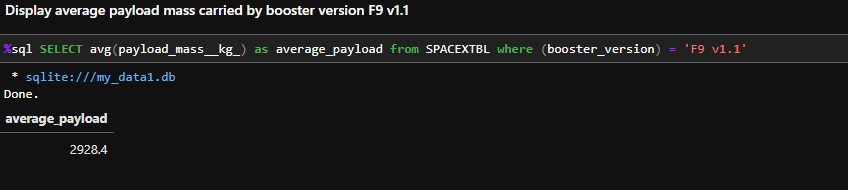 Display average payload mass carried by booster version F9 v1.1
%sql SELECT avg(payload_mass__kg_) as average_payload from SPACEXTBL where (booster_version) = 'F9 v1.1'
* sqlite:///my_data1.db
Done.
average_payload
2928.4